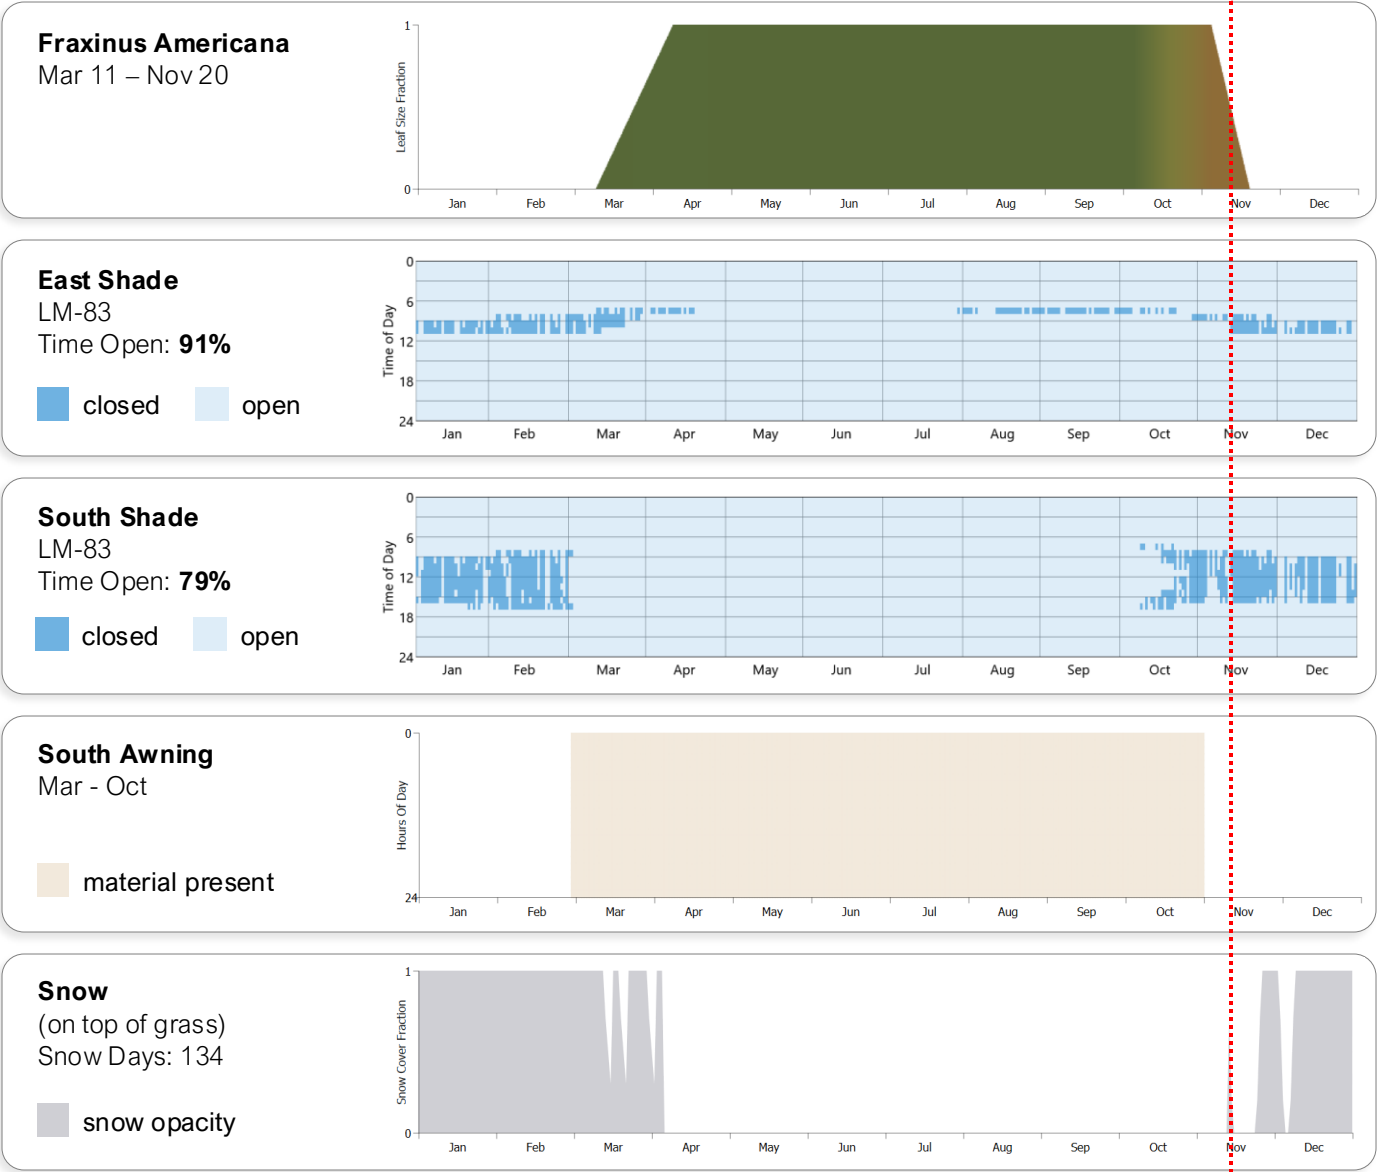 Fraxinus Americana
Mar 11 – Nov 20
Leaf Size Fraction
1
0
Jan Feb Mar Apr May Jun Jul Aug Sep Oct Nov Dec
East Shade
LM-83
Time Open: 91%
closed open
Time of Day
0
6
12
18
24
Jan Feb Mar Apr May Jun Jul Aug Sep Oct Nov Dec
South Shade
LM-83
Time Open: 79%
closed open
Time of Day
0
6
12
18
24
Jan Feb Mar Apr May Jun Jul Aug Sep Oct Nov Dec
South Awning
Mar - Oct
material present
Hours Of Day
0
24
Jan Feb Mar Apr May Jun Jul Aug Sep Oct Nov Dec
Snow
(on top of grass)
Snow Days: 134
snow opacity
Snow Cover Fraction
1
0
Jan Feb Mar Apr May Jun Jul Aug Sep Oct Nov Dec